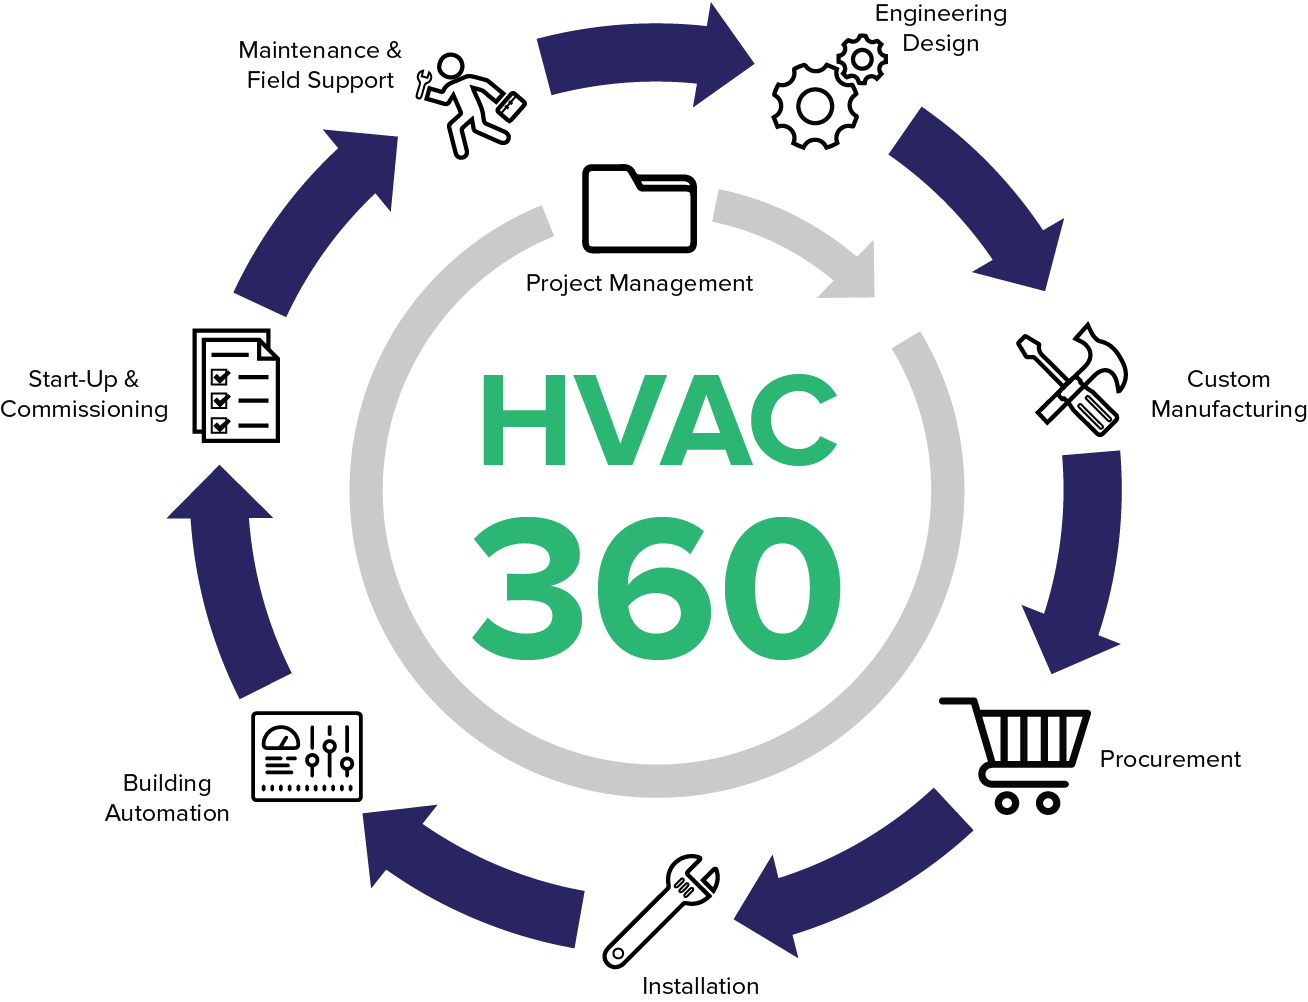 Engineering
Design
Maintenance &
Field Support
Project Management
HVAC
360
Start-Up &
Commissioning
Custom
Manufacturing
Procurement
Building
Automation
Installation